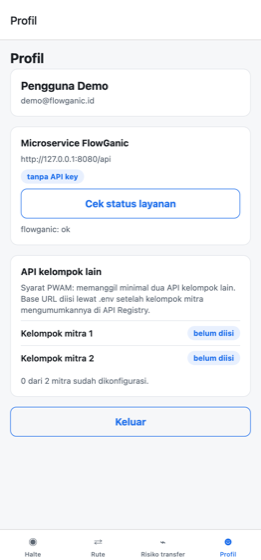 Profil
Profil
Pengguna Demo
demo@flowganic.id
Microservice FlowGanic
http://127.0.0.1:8080/api
tanpa API key
Cek status layanan
flowganic: ok
API kelompok lain
Syarat PWAM: memanggil minimal dua API kelompok lain.
Base URL diisi lewat .env setelah kelompok mitra
mengumumkannya di API Registry.
Kelompok mitra 1 belum diisi
Kelompok mitra 2 belum diisi
0 dari 2 mitra sudah dikonfigurasi.
Keluar
Halte Rute Risiko transfer Profil